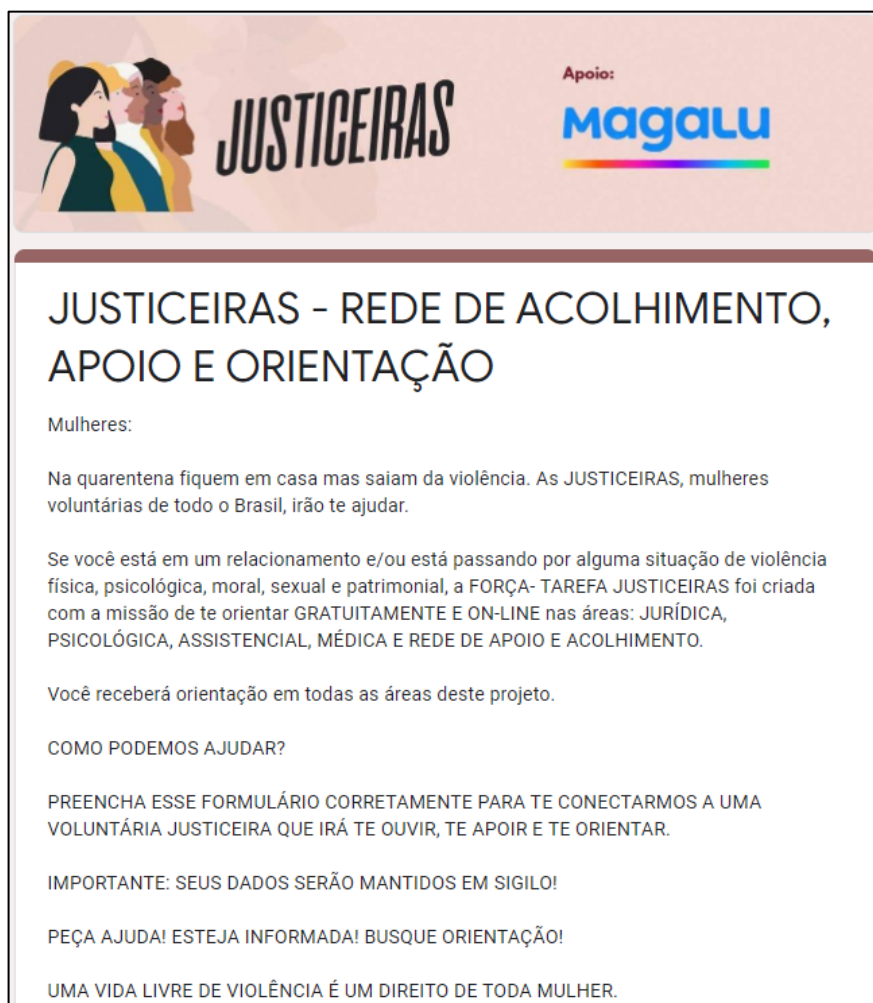 JUSTICEIRAS
Apoio:
Magalu
JUSTICEIRAS - REDE DE ACOLHIMENTO,
APOIO E ORIENTAÇÃO
Mulheres:
Na quarentena fiquem em casa mas saiam da violência. As JUSTICEIRAS, mulheres
voluntárias de todo o Brasil, irão te ajudar.
Se você está em um relacionamento e/ou está passando por alguma situação de violência
física, psicológica, moral, sexual e patrimonial, a FORÇA- TAREFA JUSTICEIRAS foi criada
com a missão de te orientar GRATUITAMENTE E ON-LINE nas áreas: JURÍDICA,
PSICOLÓGICA, ASSISTENCIAL, MÉDICA E REDE DE APOIO E ACOLHIMENTO.
Você receberá orientação em todas as áreas deste projeto.
COMO PODEMOS AJUDAR?
PREENCHA ESSE FORMULÁRIO CORRETAMENTE PARA TE CONECTARMOS A UMA
VOLUNTÁRIA JUSTICEIRA QUE IRÁ TE OUVIR, TE APOIR E TE ORIENTAR.
IMPORTANTE: SEUS DADOS SERÃO MANTIDOS EM SIGILO!
PEÇA AJUDA! ESTEJA INFORMADA! BUSQUE ORIENTAÇÃO!
UMA VIDA LIVRE DE VIOLÊNCIA É UM DIREITO DE TODA MULHER.